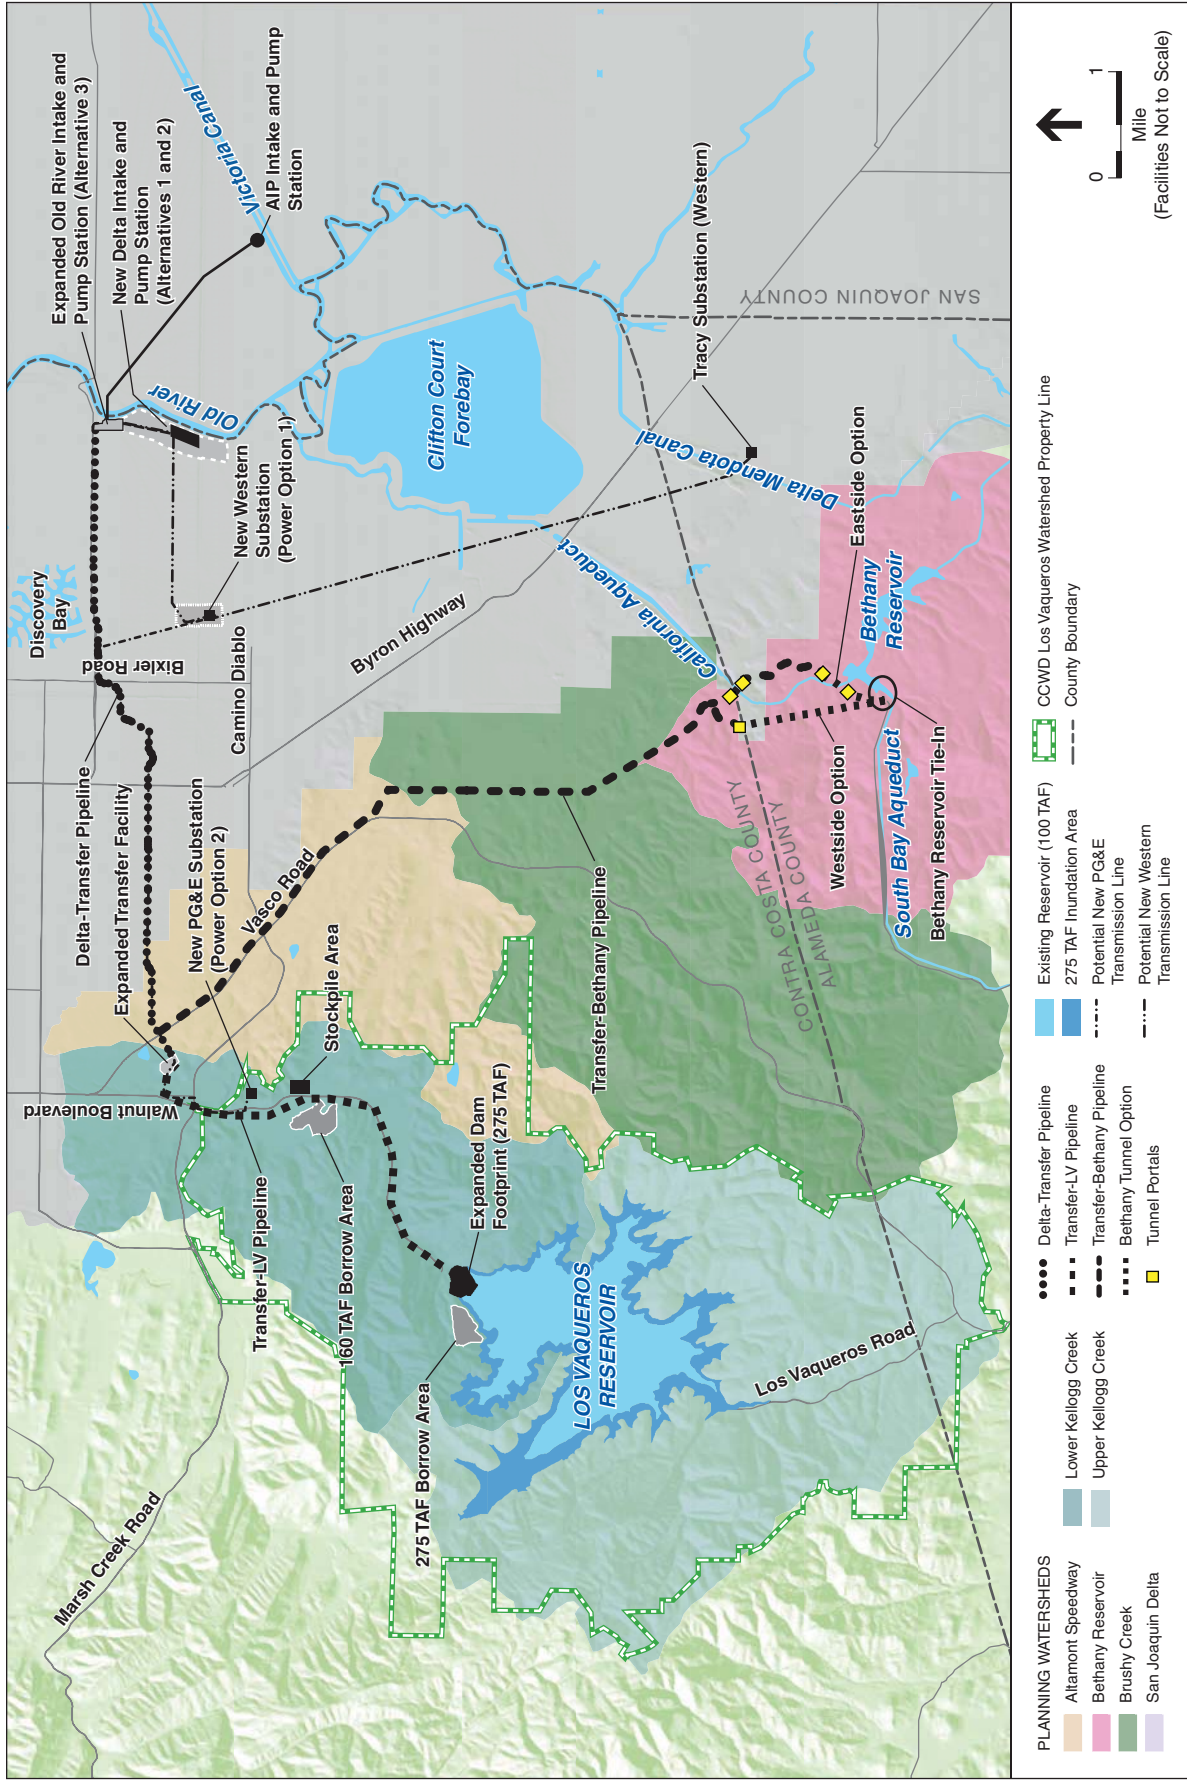 Marsh Creek Road
Walnut Boulevard
Delta-Transfer Pipeline
Expanded Transfer Facility
New PG&E Substation
(Power Option 2)
Vasco Road
Stockpile Area
Transfer-LV Pipeline
160 TAF Borrow Area
275 TAF Borrow Area
Expanded Dam
Footprint (275 TAF)
LOS VAQUEROS
RESERVOIR
Los Vaqueros Road
Transfer-Bethany Pipeline
Discovery
Bay
Bixler Road
Camino Diablo
Byron Highway
Expanded Old River Intake and
Pump Station (Alternative 3)
New Delta Intake and
Pump Station
(Alternatives 1 and 2)
Victoria Canal
AIP Intake and Pump
Station
Old River
New Western
Substation
(Power Option 1)
Clifton Court
Forebay
California Aqueduct
Delta Mendota Canal
Tracy Substation (Western)
SAN JOAQUIN COUNTY
CONTRA COSTA COUNTY
ALAMEDA COUNTY
Westside Option
Eastside Option
Bethany
Reservoir
South Bay Aqueduct
Bethany Reservoir Tie-In
PLANNING WATERSHEDS
Altamont Speedway
Bethany Reservoir
Brushy Creek
San Joaquin Delta
Lower Kellogg Creek
Upper Kellogg Creek
Delta-Transfer Pipeline
Transfer-LV Pipeline
Transfer-Bethany Pipeline
Bethany Tunnel Option
Tunnel Portals
Existing Reservoir (100 TAF)
275 TAF Inundation Area
Potential New PG&E
Transmission Line
Potential New Western
Transmission Line
CCWD Los Vaqueros Watershed Property Line
County Boundary
0 1
Mile
(Facilities Not to Scale)